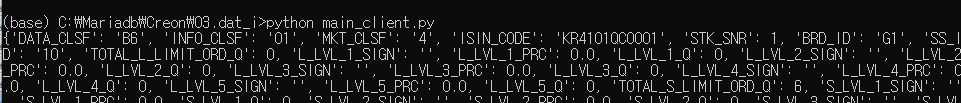 (base) C:₩Mariadb₩Creon₩03.dat_i>python main_client.py
{'DATA_CLSF': 'B6', 'INFO_CLSF': '01', 'MKT_CLSF': '4', 'ISIN_CODE': 'KR4101QC0001', 'STK_SNR': 1, 'BRD_ID': 'G1', 'SS_I
D': '10', 'TOTAL_L_LIMIT_ORD_Q': 0, 'L_LVL_1_SIGN': '', 'L_LVL_1_PRC': 0.0, 'L_LVL_1_Q': 0, 'L_LVL_2_SIGN': '', 'L_LVL_2
_PRC': 0.0, 'L_LVL_2_Q': 0, 'L_LVL_3_SIGN': '', 'L_LVL_3_PRC': 0.0, 'L_LVL_3_Q': 0, 'L_LVL_4_SIGN': '', 'L_LVL_4_PRC': 0
.0, 'L_LVL_4_Q': 0, 'L_LVL_5_SIGN': '', 'L_LVL_5_PRC': 0.0, 'L_LVL_5_Q': 0, 'TOTAL_S_LIMIT_ORD_Q': 6, 'S_LVL_1_SIGN': '